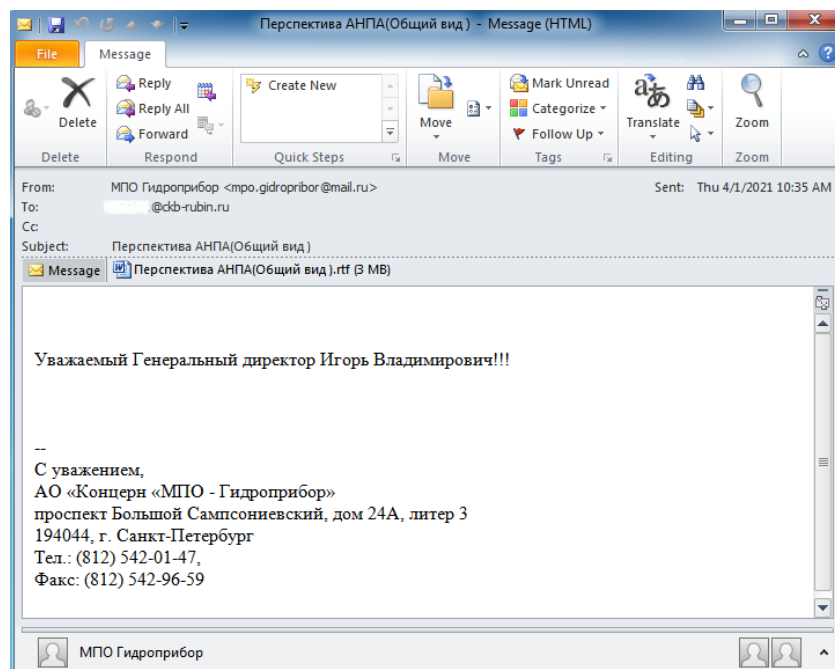 Перспектива АНПА(Общий вид) - Message (HTML)
File Message
Delete
Reply
Reply All
Forward
Create New
Move
Mark Unread
Categorize
Follow Up
Translate
Zoom
Delete Respond Quick Steps Move Tags Editing Zoom
From: МПО Гидроприбор <mpo.gidropribor@mail.ru> Sent: Thu 4/1/2021 10:35 AM
To: .@ckb-rubin.ru
Cc:
Subject: Перспектива АНПА(Общий вид)
Message Перспектива АНПА(Общий вид).rtf (3 MB)
Уважаемый Генеральный директор Игорь Владимирович!!!
--
С уважением,
АО «Концерн «МПО - Гидроприбор»
проспект Большой Сампсониевский, дом 24А, литер 3
194044, г. Санкт-Петербург
Тел.: (812) 542-01-47,
Факс: (812) 542-96-59
МПО Гидроприбор